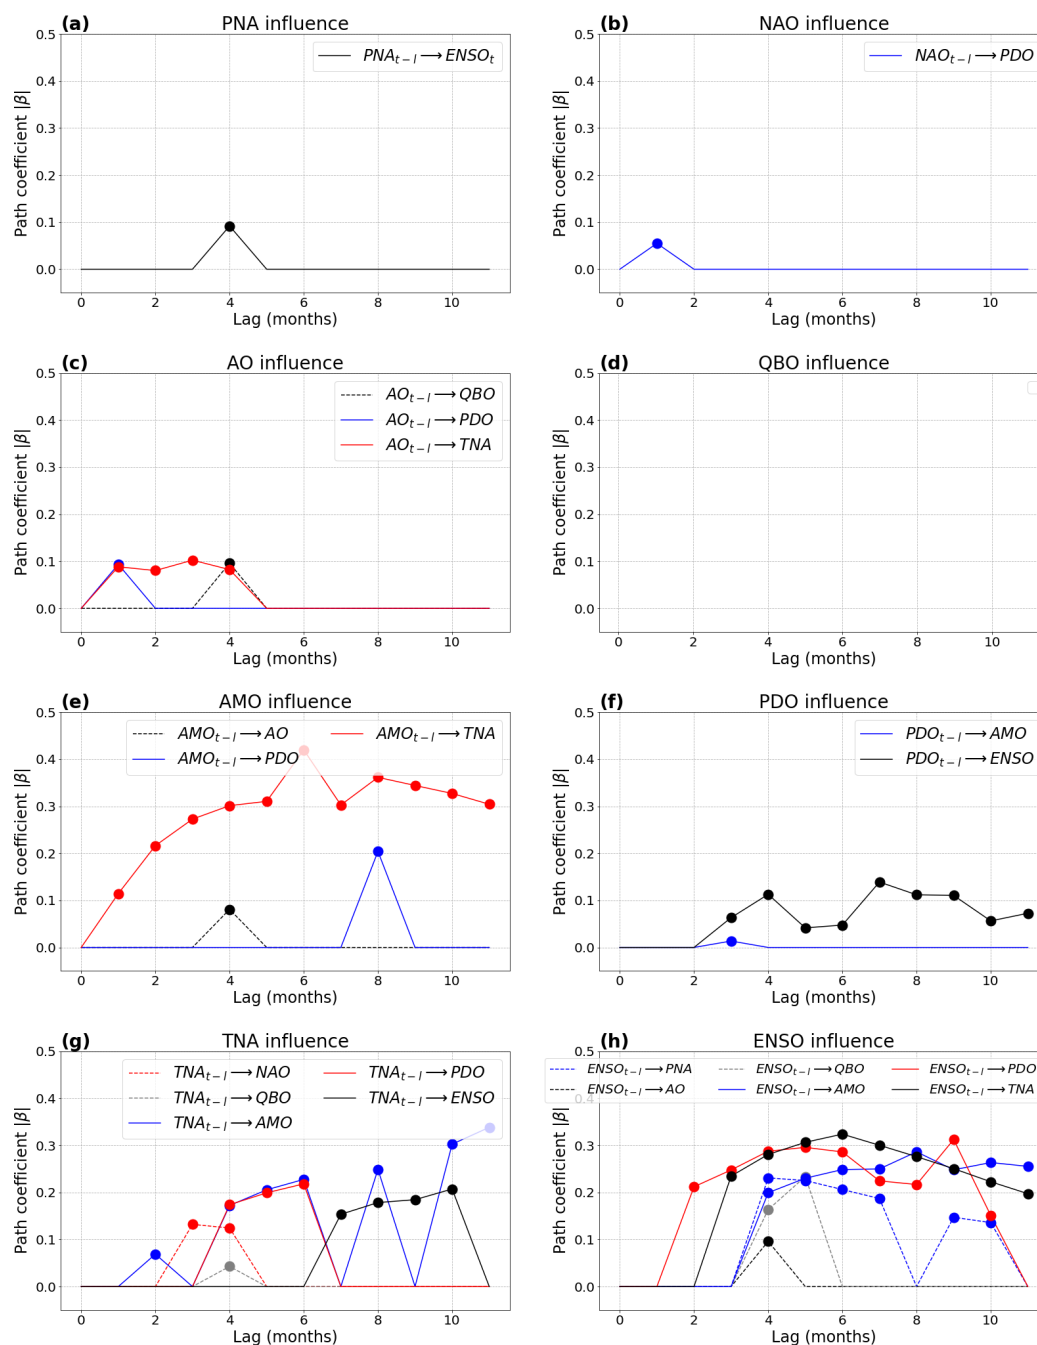 (a) PNA influence
PNA_{t−l} ⟶ ENSO_t
Path coefficient |β|
0.5
0.4
0.3
0.2
0.1
0.0
0 2 4 6 8 10
Lag (months)
(b) NAO influence
NAO_{t−l} ⟶ PDO
Path coefficient |β|
0.5
0.4
0.3
0.2
0.1
0.0
0 2 4 6 8 10
Lag (months)
(c) AO influence
AO_{t−l} ⟶ QBO
AO_{t−l} ⟶ PDO
AO_{t−l} ⟶ TNA
Path coefficient |β|
0.5
0.4
0.3
0.2
0.1
0.0
0 2 4 6 8 10
Lag (months)
(d) QBO influence
Path coefficient |β|
0.5
0.4
0.3
0.2
0.1
0.0
0 2 4 6 8 10
Lag (months)
(e) AMO influence
AMO_{t−l} ⟶ AO AMO_{t−l} ⟶ TNA
AMO_{t−l} ⟶ PDO
Path coefficient |β|
0.5
0.4
0.3
0.2
0.1
0.0
0 2 4 6 8 10
Lag (months)
(f) PDO influence
PDO_{t−l} ⟶ AMO
PDO_{t−l} ⟶ ENSO
Path coefficient |β|
0.5
0.4
0.3
0.2
0.1
0.0
0 2 4 6 8 10
Lag (months)
(g) TNA influence
TNA_{t−l} ⟶ NAO TNA_{t−l} ⟶ PDO
TNA_{t−l} ⟶ QBO TNA_{t−l} ⟶ ENSO
TNA_{t−l} ⟶ AMO
Path coefficient |β|
0.5
0.4
0.3
0.2
0.1
0.0
0 2 4 6 8 10
Lag (months)
(h) ENSO influence
ENSO_{t−l} ⟶ PNA ENSO_{t−l} ⟶ QBO ENSO_{t−l} ⟶ PDO
ENSO_{t−l} ⟶ AO ENSO_{t−l} ⟶ AMO ENSO_{t−l} ⟶ TNA
Path coefficient |β|
0.5
0.4
0.3
0.2
0.1
0.0
0 2 4 6 8 10
Lag (months)